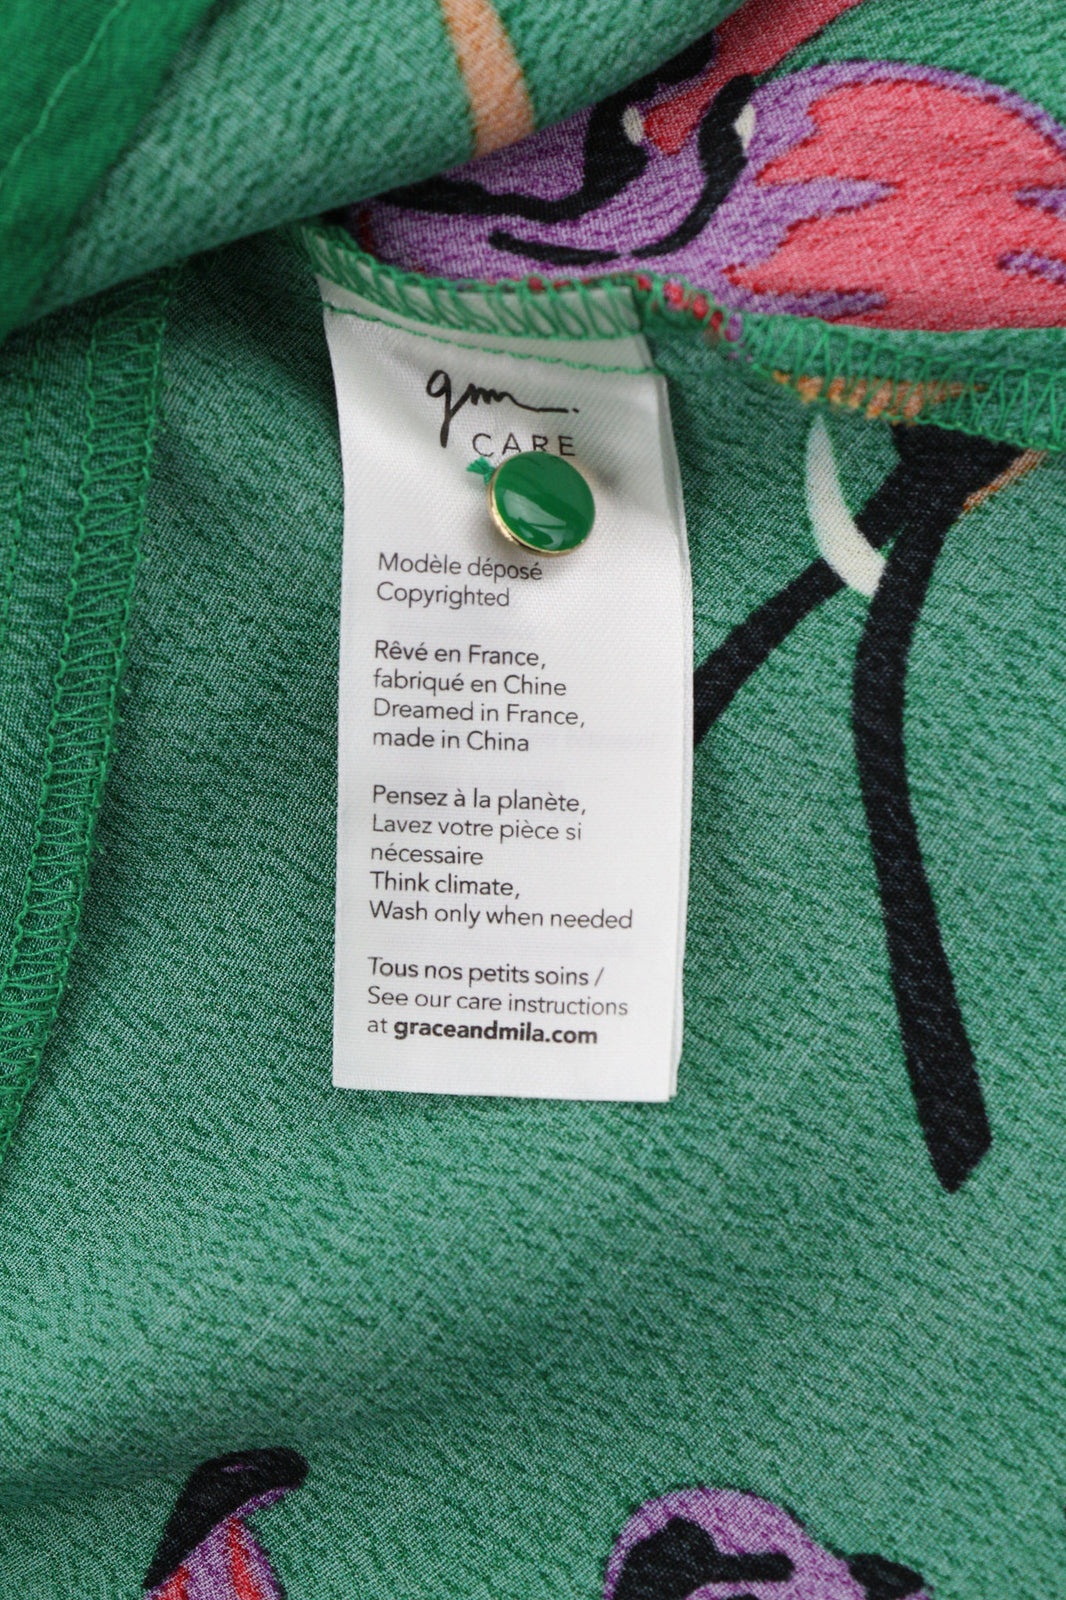 gm.
CARE
Modèle déposé
Copyrighted
Rêvé en France,
fabriqué en Chine
Dreamed in France,
made in China
Pensez à la planète,
Lavez votre pièce si
nécessaire
Think climate,
Wash only when needed
Tous nos petits soins /
See our care instructions
at graceandmila.com